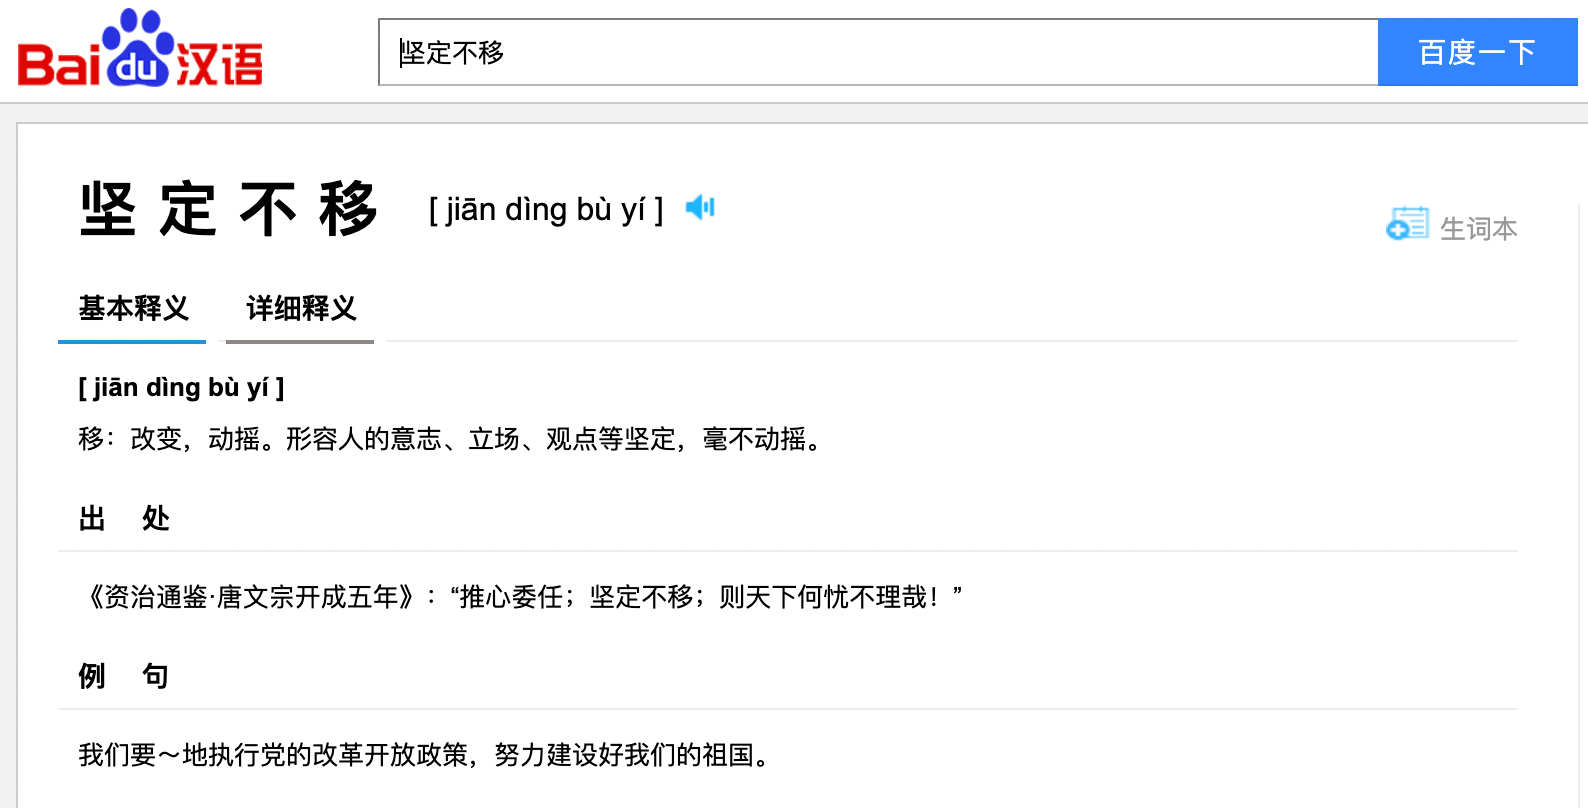 Baidu汉语
坚定不移
百度一下
坚定不移 [ jiān dìng bù yí ]
生词本
基本释义 详细释义
[ jiān dìng bù yí ]
移：改变，动摇。形容人的意志、立场、观点等坚定，毫不动摇。
出 处
《资治通鉴·唐文宗开成五年》：“推心委任；坚定不移；则天下何忧不理哉！”
例 句
我们要～地执行党的改革开放政策，努力建设好我们的祖国。